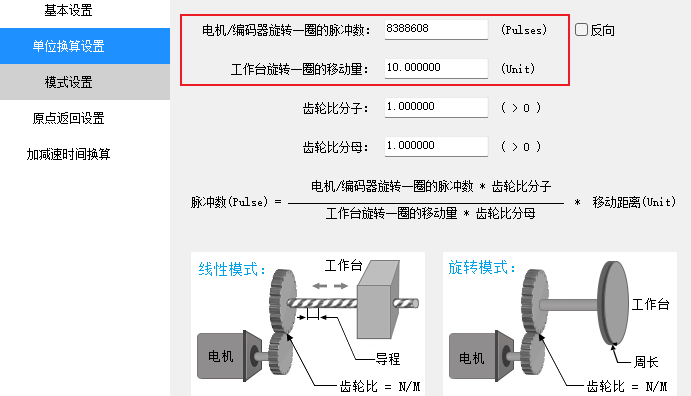 基本设置
单位换算设置
模式设置
原点返回设置
加减速时间换算
电机/编码器旋转一圈的脉冲数： 8388608 (Pulses) 反向
工作台旋转一圈的移动量： 10.000000 (Unit)
齿轮比分子： 1.000000 ( > 0 )
齿轮比分母： 1.000000 ( > 0 )
电机/编码器旋转一圈的脉冲数 * 齿轮比分子
脉冲数(Pulse) = * 移动距离(Unit)
工作台旋转一圈的移动量 * 齿轮比分母
线性模式：
工作台
电机
导程
齿轮比 = N/M
旋转模式：
工作台
电机
周长
齿轮比 = N/M